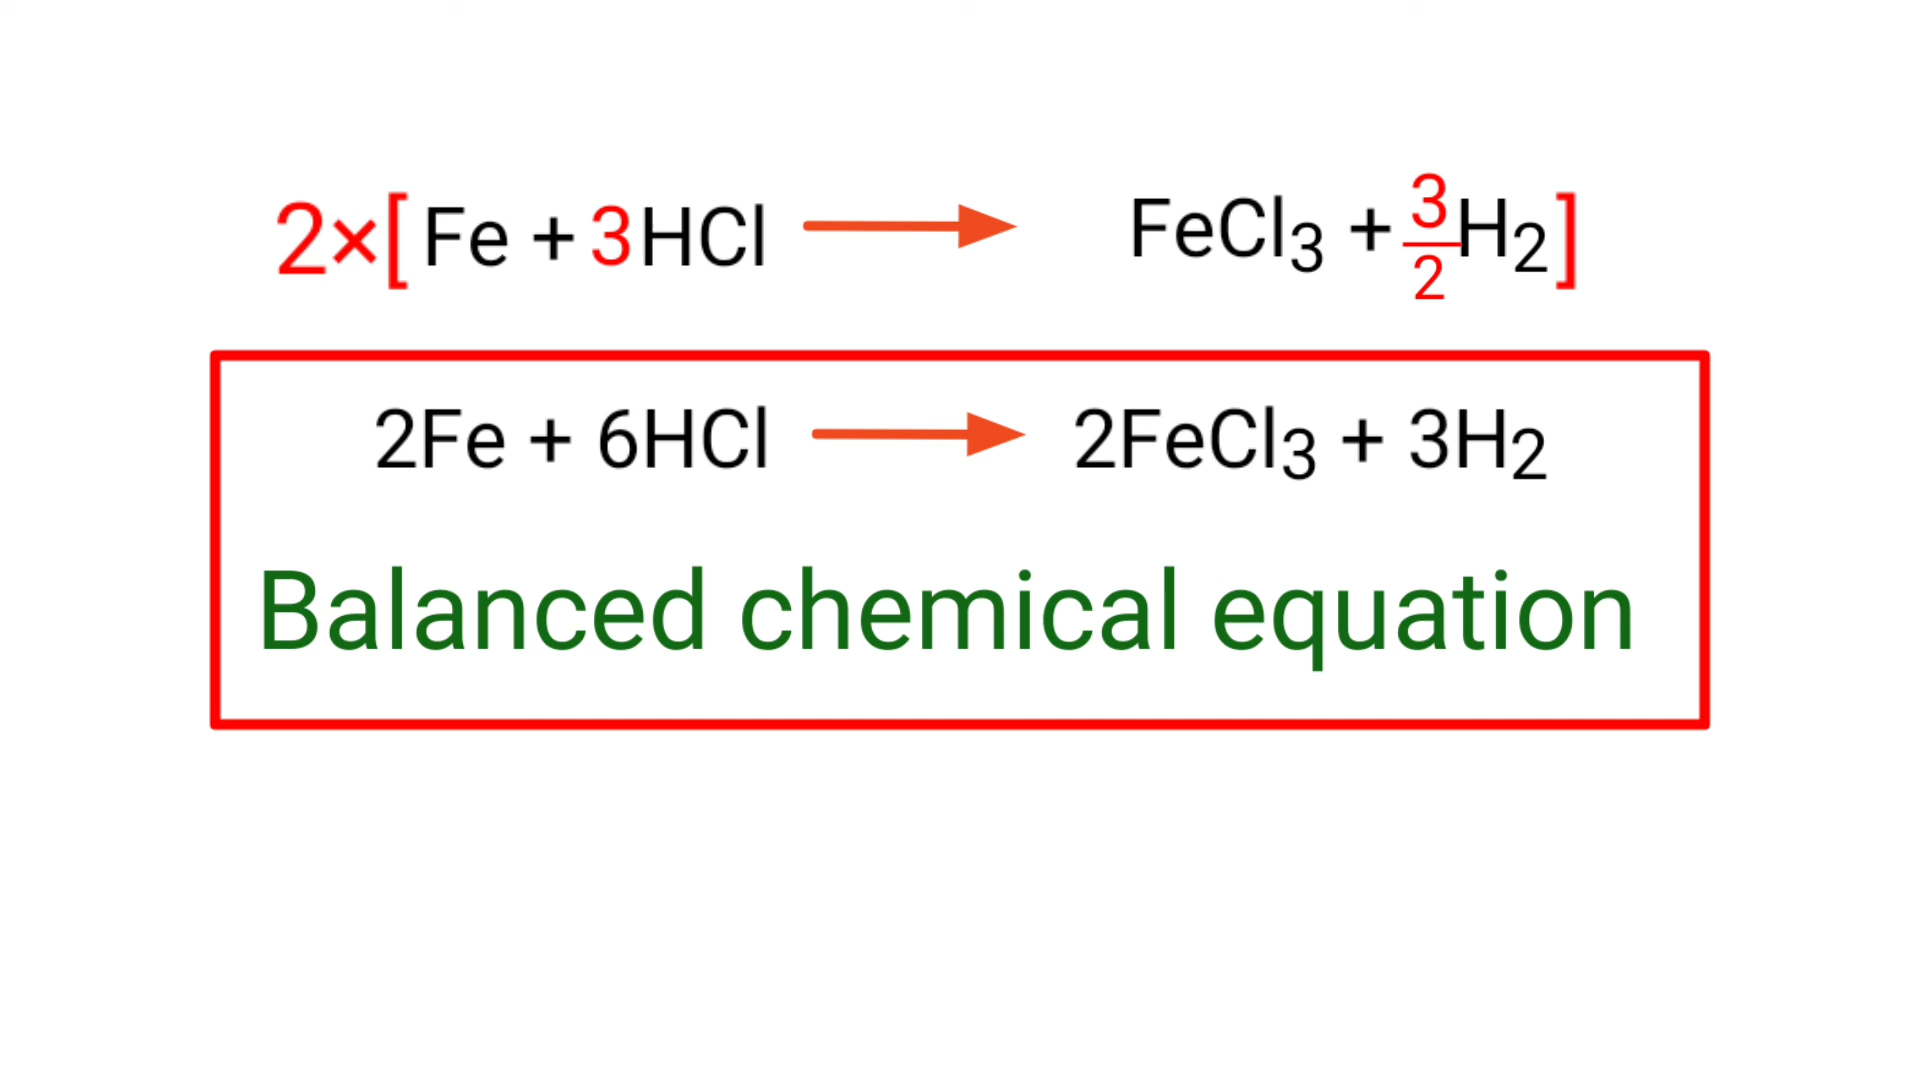 2×[ Fe + 3HCl ⟶ FeCl₃ + 3/2H₂ ]
2Fe + 6HCl ⟶ 2FeCl₃ + 3H₂
Balanced chemical equation